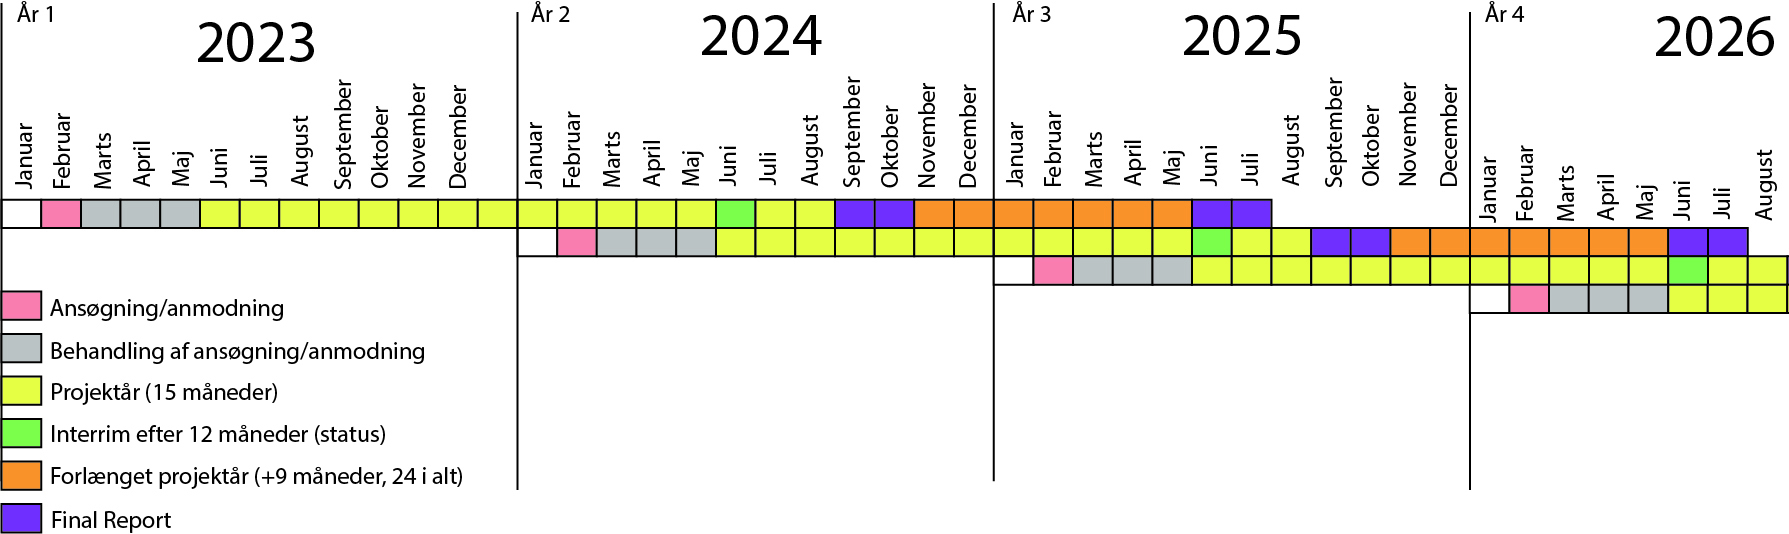 År 1
År 2
År 3
År 4
2023
2024
2025
2026
Januar
Februar
Marts
April
Maj
Juni
Juli
August
September
Oktober
November
December
Januar
Februar
Marts
April
Maj
Juni
Juli
August
September
Oktober
November
December
Januar
Februar
Marts
April
Maj
Juni
Juli
August
September
Oktober
November
December
Januar
Februar
Marts
April
Maj
Juni
Juli
August
Ansøgning/anmodning
Behandling af ansøgning/anmodning
Projektår (15 måneder)
Interrim efter 12 måneder (status)
Forlænget projektår (+9 måneder, 24 i alt)
Final Report